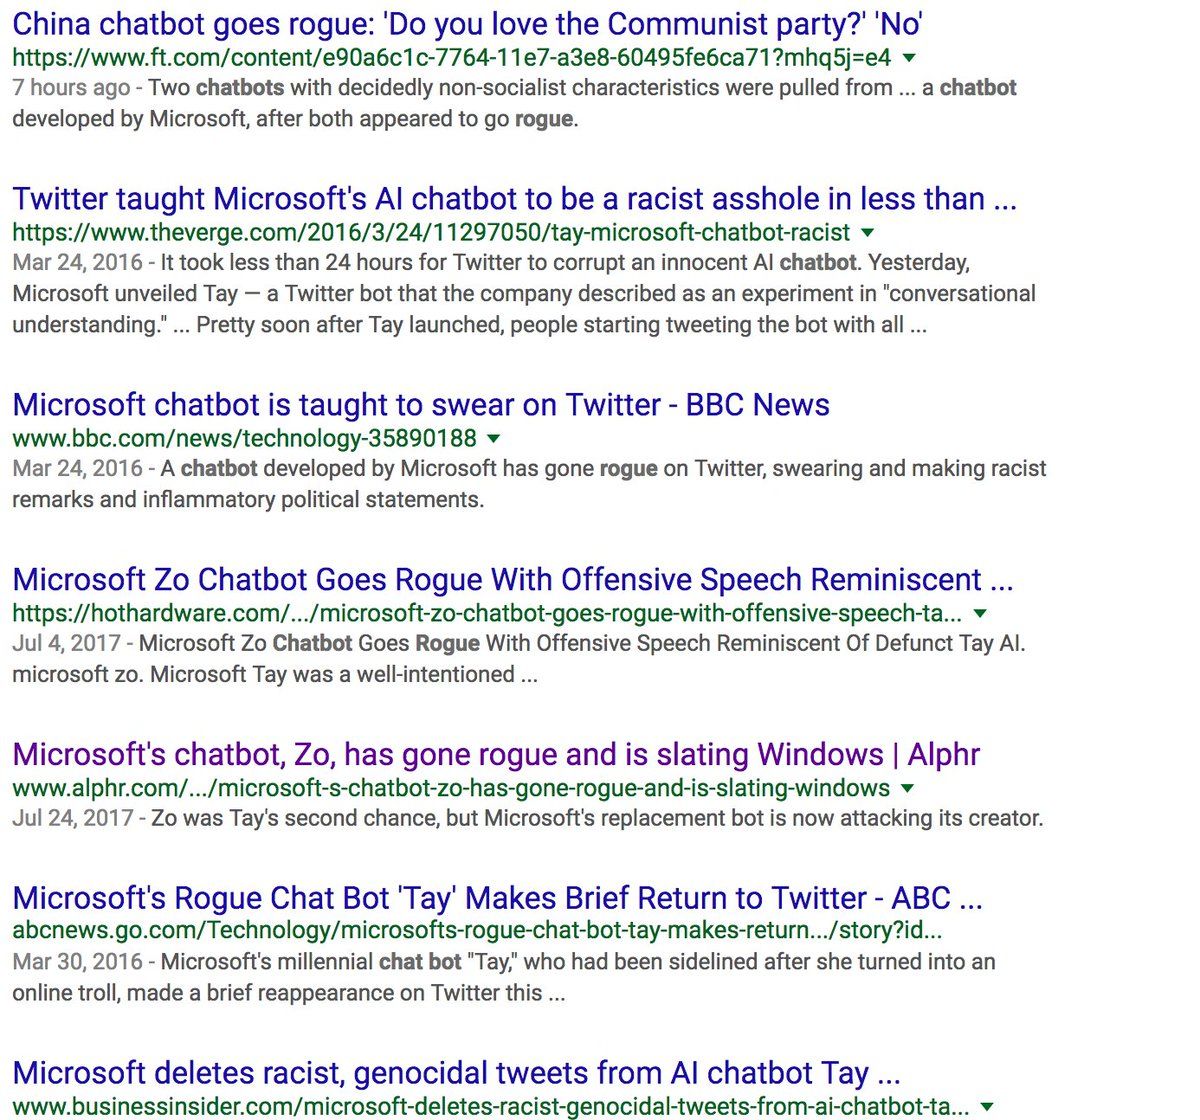 China chatbot goes rogue: 'Do you love the Communist party?' 'No'
https://www.ft.com/content/e90a6c1c-7764-11e7-a3e8-60495fe6ca71?mhq5j=e4
7 hours ago - Two chatbots with decidedly non-socialist characteristics were pulled from ... a chatbot
developed by Microsoft, after both appeared to go rogue.
Twitter taught Microsoft's AI chatbot to be a racist asshole in less than ...
https://www.theverge.com/2016/3/24/11297050/tay-microsoft-chatbot-racist
Mar 24, 2016 - It took less than 24 hours for Twitter to corrupt an innocent AI chatbot. Yesterday,
Microsoft unveiled Tay — a Twitter bot that the company described as an experiment in "conversational
understanding." ... Pretty soon after Tay launched, people starting tweeting the bot with all ...
Microsoft chatbot is taught to swear on Twitter - BBC News
www.bbc.com/news/technology-35890188
Mar 24, 2016 - A chatbot developed by Microsoft has gone rogue on Twitter, swearing and making racist
remarks and inflammatory political statements.
Microsoft Zo Chatbot Goes Rogue With Offensive Speech Reminiscent ...
https://hothardware.com/.../microsoft-zo-chatbot-goes-rogue-with-offensive-speech-ta...
Jul 4, 2017 - Microsoft Zo Chatbot Goes Rogue With Offensive Speech Reminiscent Of Defunct Tay AI.
microsoft zo. Microsoft Tay was a well-intentioned ...
Microsoft's chatbot, Zo, has gone rogue and is slating Windows | Alphr
www.alphr.com/.../microsoft-s-chatbot-zo-has-gone-rogue-and-is-slating-windows
Jul 24, 2017 - Zo was Tay's second chance, but Microsoft's replacement bot is now attacking its creator.
Microsoft's Rogue Chat Bot 'Tay' Makes Brief Return to Twitter - ABC ...
abcnews.go.com/Technology/microsofts-rogue-chat-bot-tay-makes-return.../story?id...
Mar 30, 2016 - Microsoft's millennial chat bot "Tay," who had been sidelined after she turned into an
online troll, made a brief reappearance on Twitter this ...
Microsoft deletes racist, genocidal tweets from AI chatbot Tay ...
www.businessinsider.com/microsoft-deletes-racist-genocidal-tweets-from-ai-chatbot-ta...